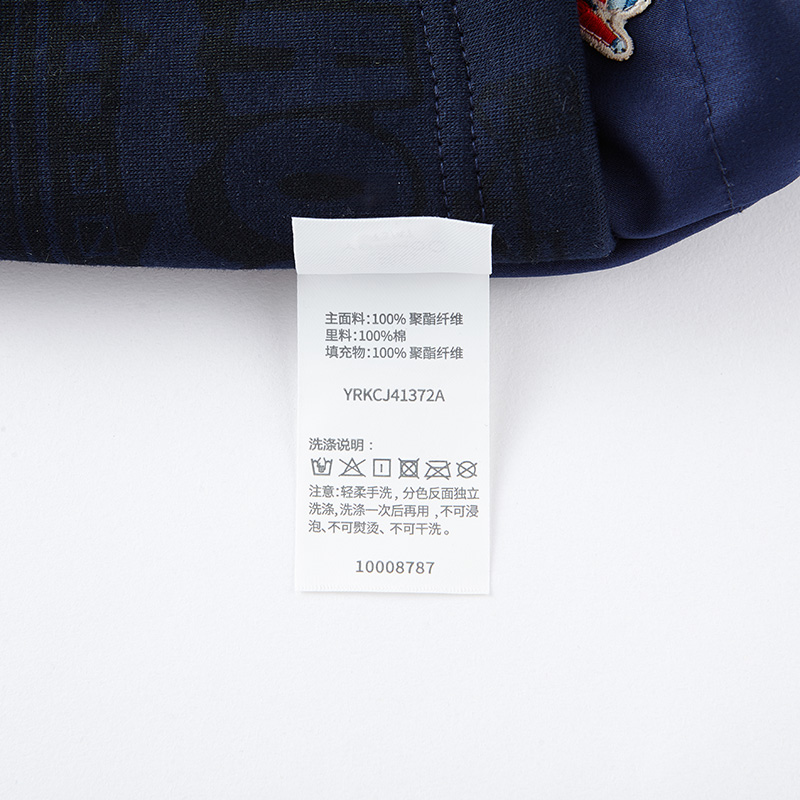 主面料:100% 聚酯纤维
里料:100%棉
填充物:100% 聚酯纤维
YRKCJ41372A
洗涤说明：
注意：轻柔手洗，分色反面独立
洗涤,洗涤一次后再用，不可浸
泡、不可熨烫、不可干洗。
10008787